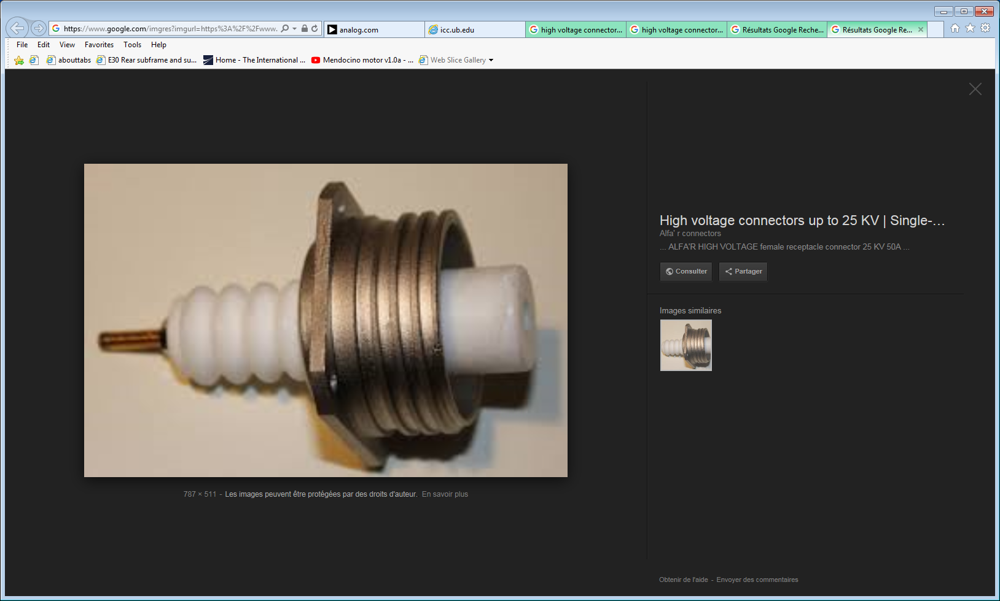 https://www.google.com/imgres?imgurl=https%3A%2F%2Fwww.
analog.com
icc.ub.edu
high voltage connector...
high voltage connector...
Résultats Google Reche...
Résultats Google Re...
File Edit View Favorites Tools Help
abouttabs
E30 Rear subframe and su...
Home - The International ...
Mendocino motor v1.0a - ...
Web Slice Gallery
High voltage connectors up to 25 KV | Single-...
Alfa' r connectors
... ALFA'R HIGH VOLTAGE female receptacle connector 25 KV 50A ...
Consulter
Partager
Images similaires
787 × 511 - Les images peuvent être protégées par des droits d'auteur. En savoir plus
Obtenir de l'aide - Envoyer des commentaires